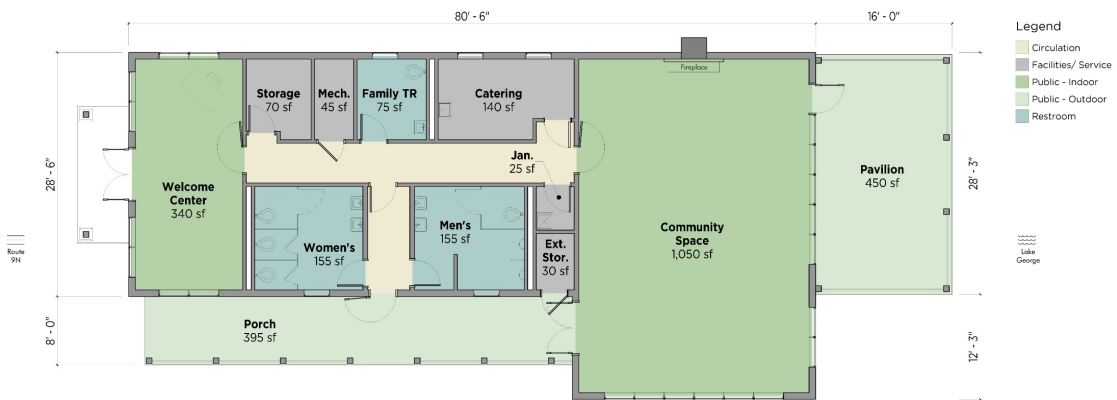 80' - 6"
16' - 0"
Legend
Circulation
Facilities/ Service
Public - Indoor
Public - Outdoor
Restroom
Fireplace
Storage
70 sf
Mech.
45 sf
Family TR
75 sf
Catering
140 sf
Jan.
25 sf
28' - 6"
Welcome
Center
340 sf
Pavilion
450 sf
28' - 3"
Women's
155 sf
Men's
155 sf
Community
Space
1,050 sf
Ext.
Stor.
30 sf
Route
9N
Lake
George
8' - 0"
Porch
395 sf
12' - 3"